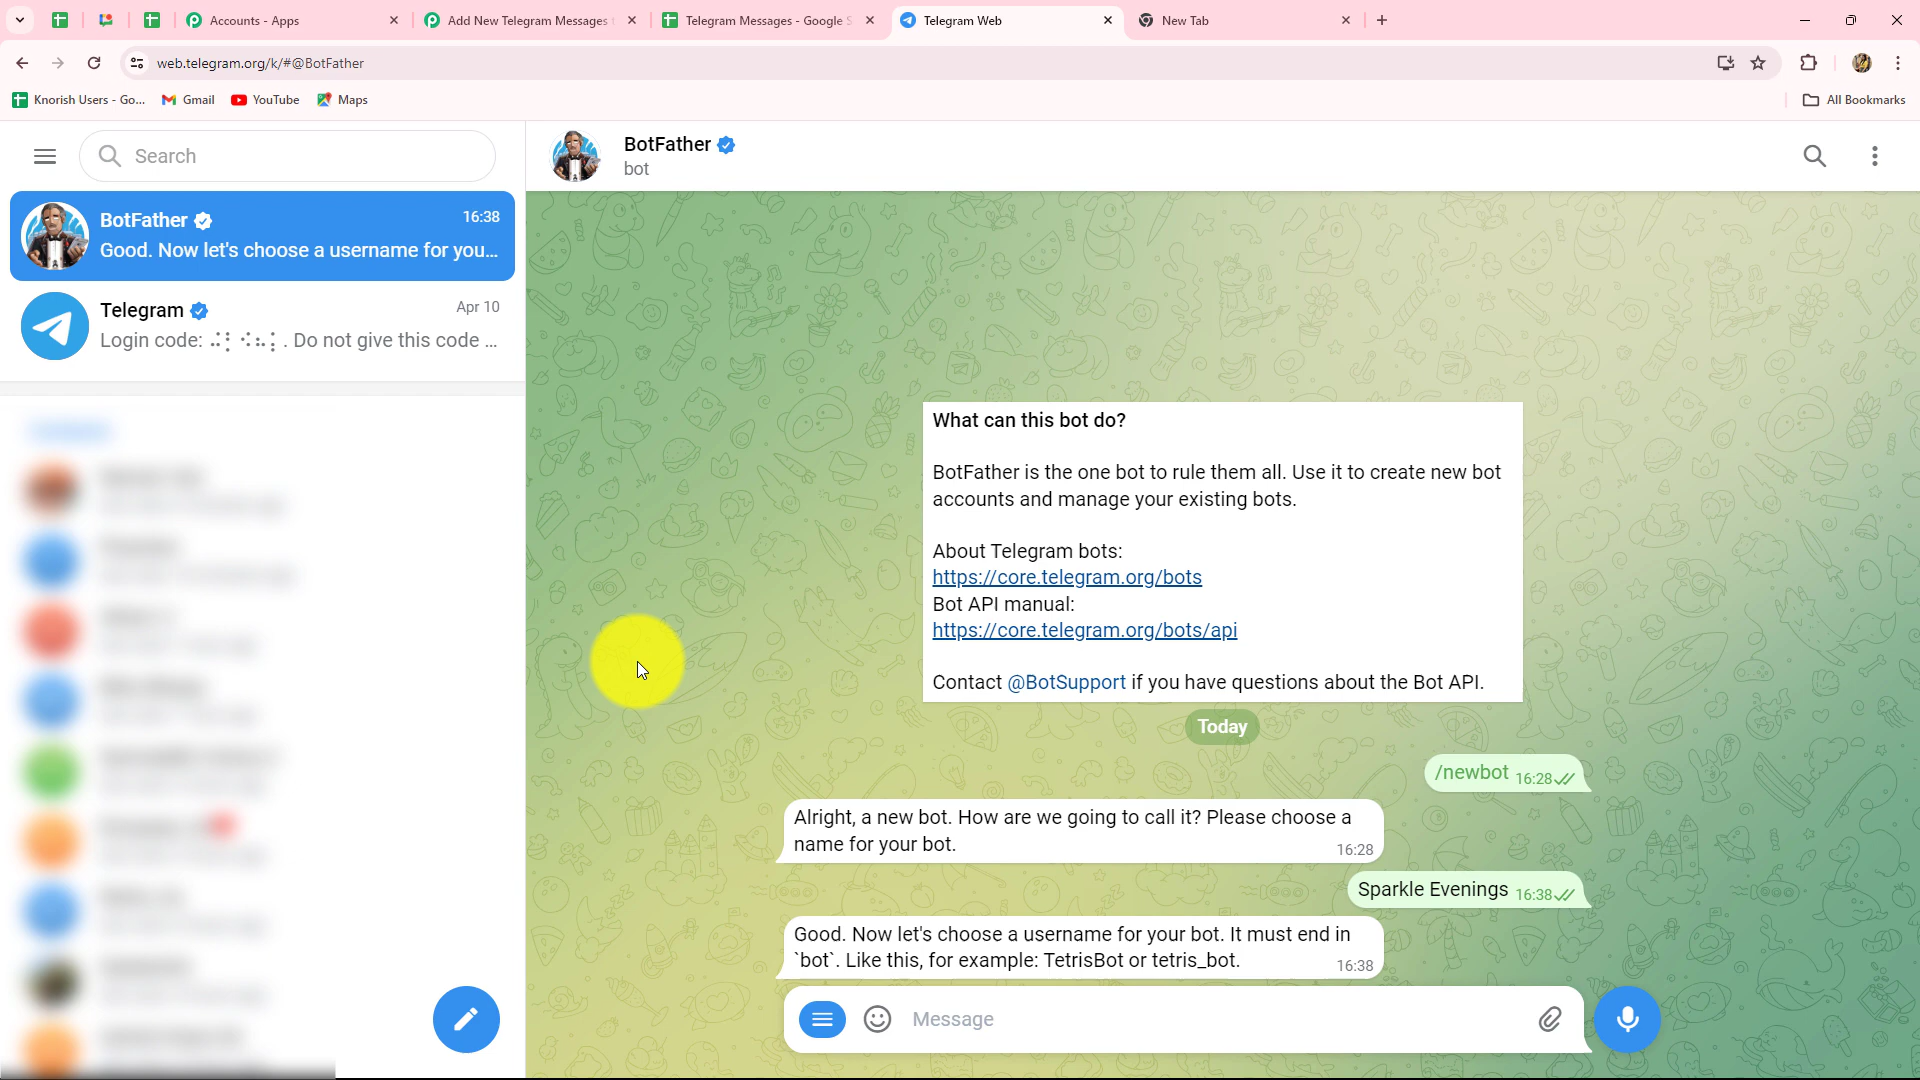 Accounts - Apps
Add New Telegram Messages
Telegram Messages - Google S
Telegram Web
New Tab
web.telegram.org/k/#@BotFather
Knorish Users - Go...
Gmail
YouTube
Maps
All Bookmarks
Search
BotFather
16:38
Good. Now let's choose a username for you...
Telegram
Apr 10
Login code: . Do not give this code ...
BotFather
bot
What can this bot do?
BotFather is the one bot to rule them all. Use it to create new bot
accounts and manage your existing bots.
About Telegram bots:
https://core.telegram.org/bots
Bot API manual:
https://core.telegram.org/bots/api
Contact @BotSupport if you have questions about the Bot API.
Today
/newbot 16:28
Alright, a new bot. How are we going to call it? Please choose a
name for your bot. 16:28
Sparkle Evenings 16:38
Good. Now let's choose a username for your bot. It must end in
`bot`. Like this, for example: TetrisBot or tetris_bot. 16:38
Message